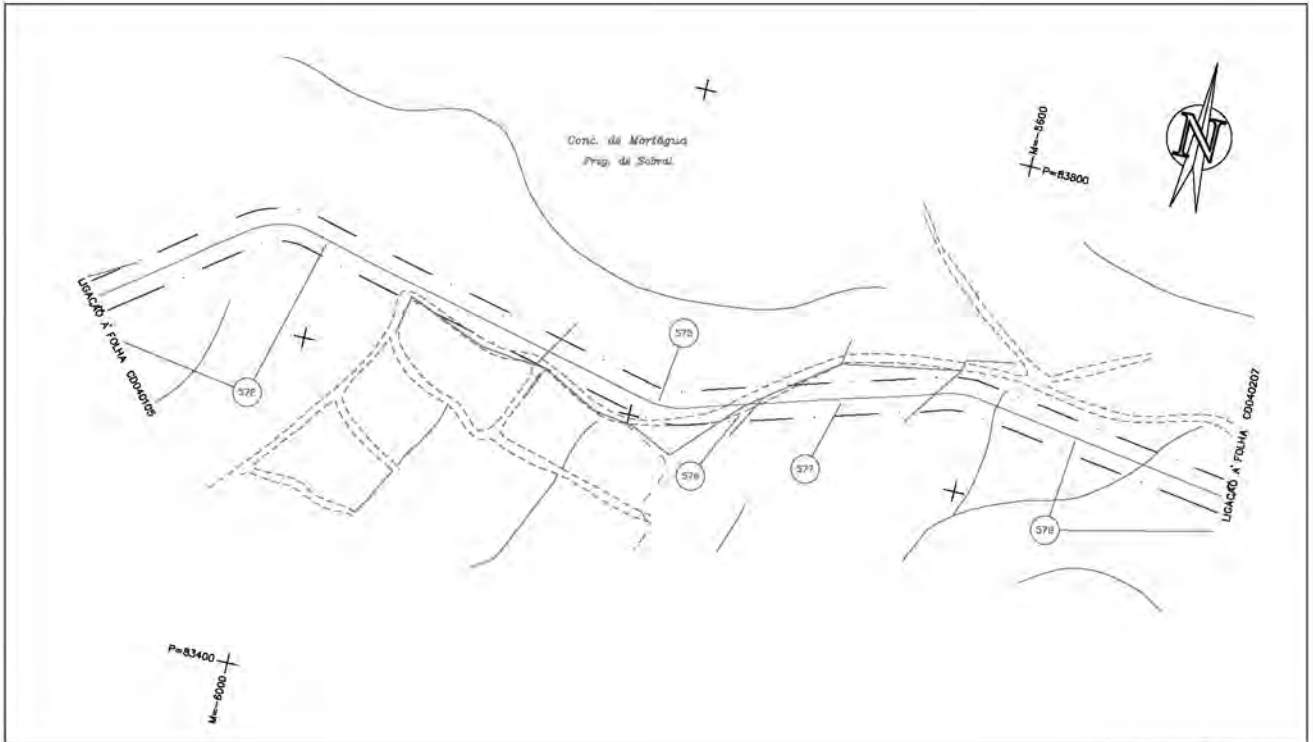 Conc. de Mortágua
Freg. de Sobral
M=-5600
P=83800
N
LIGAÇÃO À FOLHA CD040105
575
576
577
LIGAÇÃO À FOLHA CD040207
P=83400
M=-6000